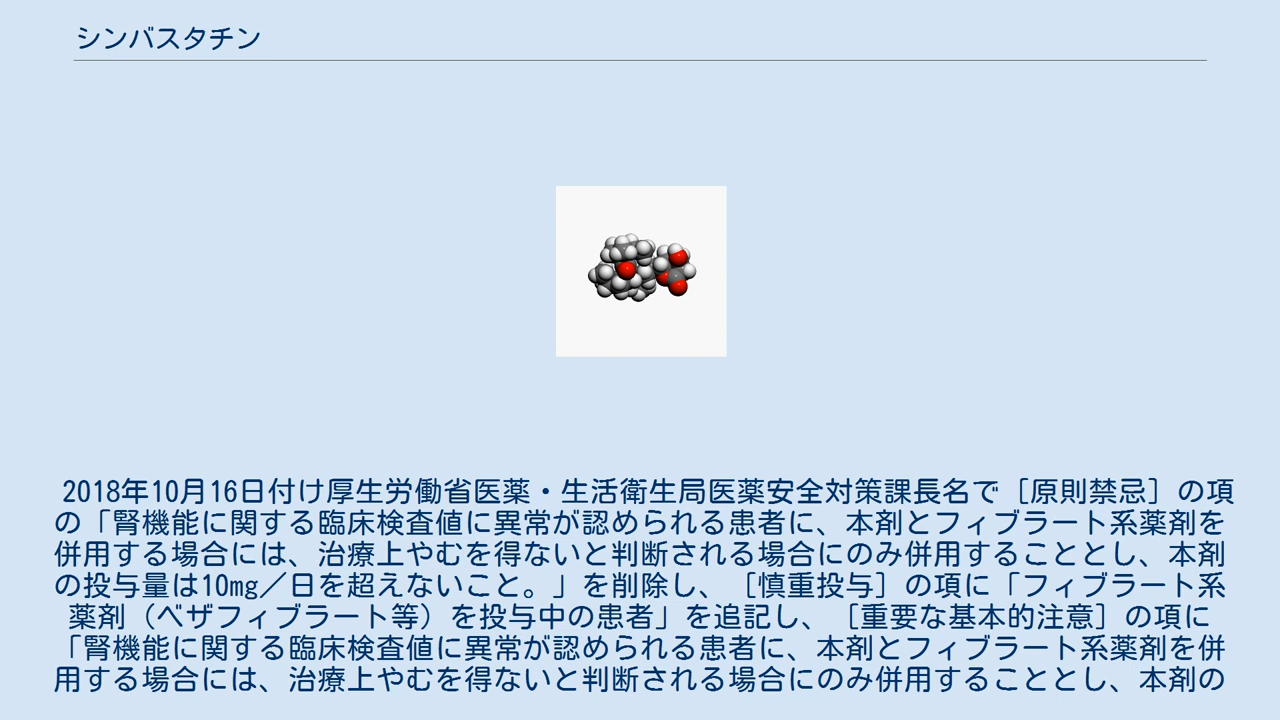 シンバスタチン
2018年10月16日付け厚生労働省医薬・生活衛生局医薬安全対策課長名で［原則禁忌］の項
の「腎機能に関する臨床検査値に異常が認められる患者に、本剤とフィブラート系薬剤を
併用する場合には、治療上やむを得ないと判断される場合にのみ併用することとし、本剤
の投与量は10mg／日を超えないこと。」を削除し、［慎重投与］の項に「フィブラート系
薬剤（ベザフィブラート等）を投与中の患者」を追記し、［重要な基本的注意］の項に
「腎機能に関する臨床検査値に異常が認められる患者に、本剤とフィブラート系薬剤を併
用する場合には、治療上やむを得ないと判断される場合にのみ併用することとし、本剤の